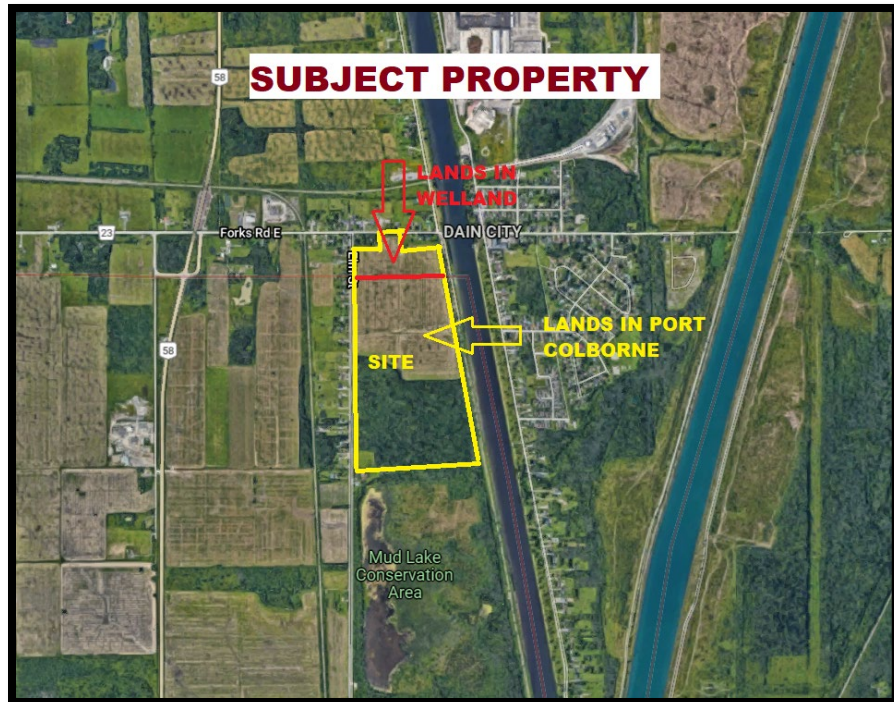 58
SUBJECT PROPERTY
LANDS IN
WELLAND
23
Forks Rd E
DAIN CITY
58
LANDS IN PORT
COLBORNE
SITE
Mud Lake
Conservation
Area